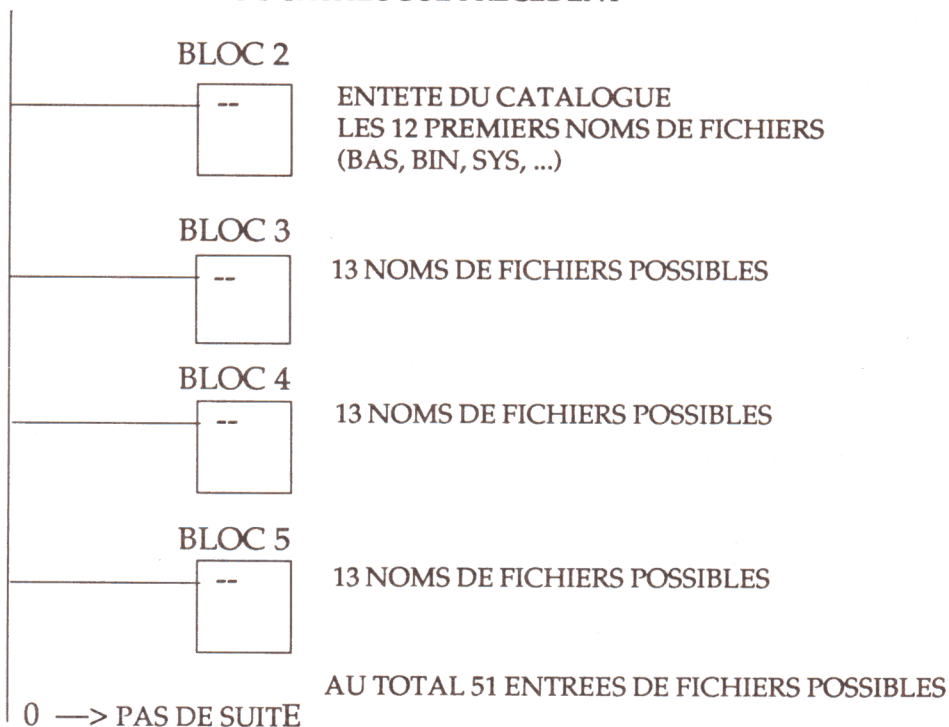 BLOC 2
--
ENTETE DU CATALOGUE
LES 12 PREMIERS NOMS DE FICHIERS
(BAS, BIN, SYS, ...)
BLOC 3
--
13 NOMS DE FICHIERS POSSIBLES
BLOC 4
--
13 NOMS DE FICHIERS POSSIBLES
BLOC 5
--
13 NOMS DE FICHIERS POSSIBLES
AU TOTAL 51 ENTREES DE FICHIERS POSSIBLES
0 —> PAS DE SUITE